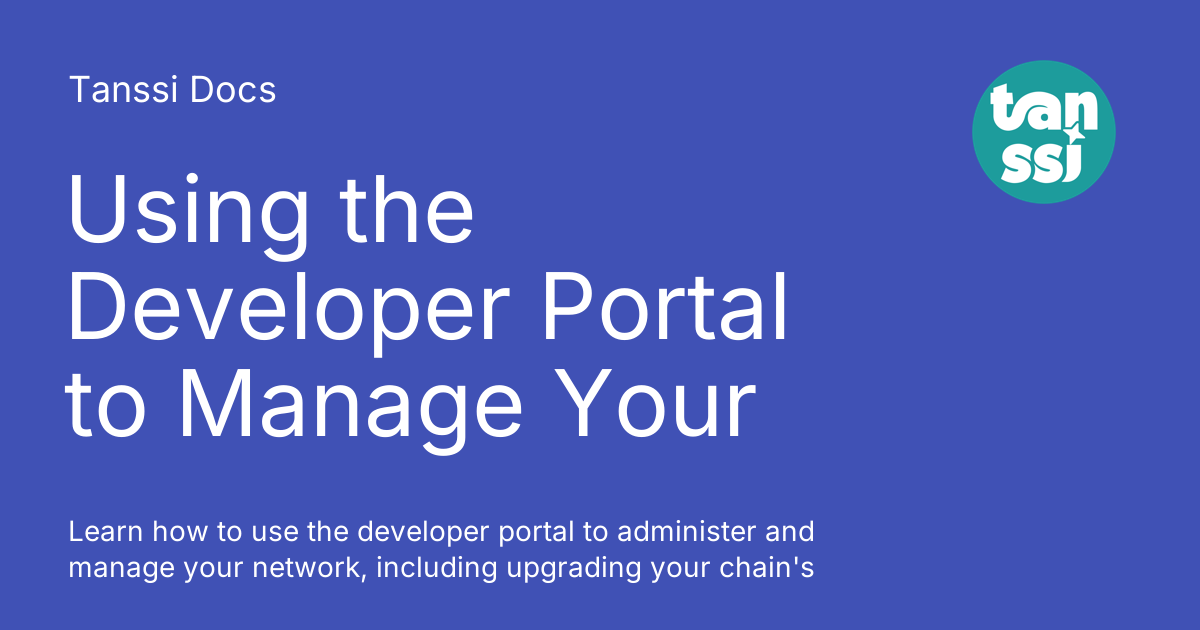 Tanssi Docs
tan
ssi
Using the
Developer Portal
to Manage Your
Learn how to use the developer portal to administer and
manage your network, including upgrading your chain's